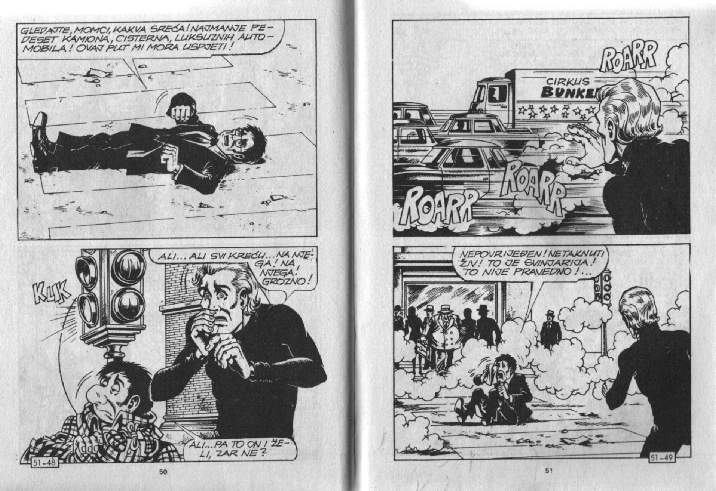 GLEDAJTE, MOMCI, KAKVA SREĆA! NAJMANJE PE-
DESET KAMIONA, CISTERNA, LUKSUZNIH AUTO-
MOBILA! OVAJ PUT MI MORA USPJETI!
KLIK
ALI... ALI SVI KREĆU... NA NJE-
GA! NA
NJEGA!
GROZNO!
ALI...PA TO ON I ŽE-
LI, ZAR NE?
51-48
50
ROARR
CIRKUS
BUNKE
ROARR
ROARR
NEPOVRIJEĐEN! NETAKNUT!
ŽIV! TO JE SVINJARIJA!
TO NIJE PRAVEDNO!...
51-49
51